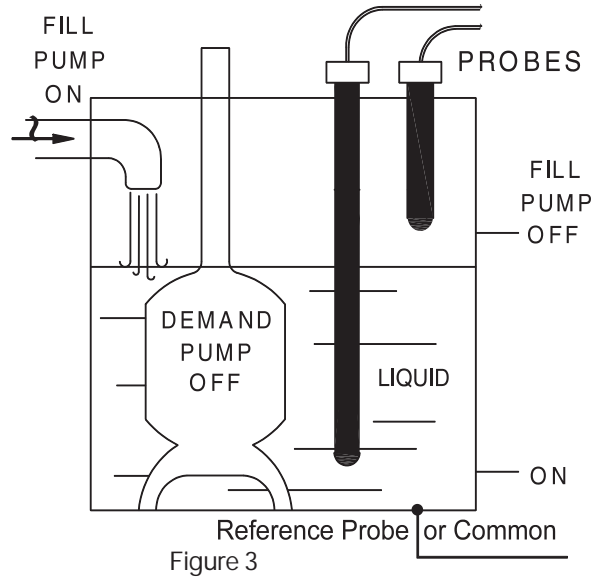 FILL
PUMP
ON
PROBES
FILL
PUMP
OFF
DEMAND
PUMP
OFF
LIQUID
ON
Reference Probe or Common
Figure 3